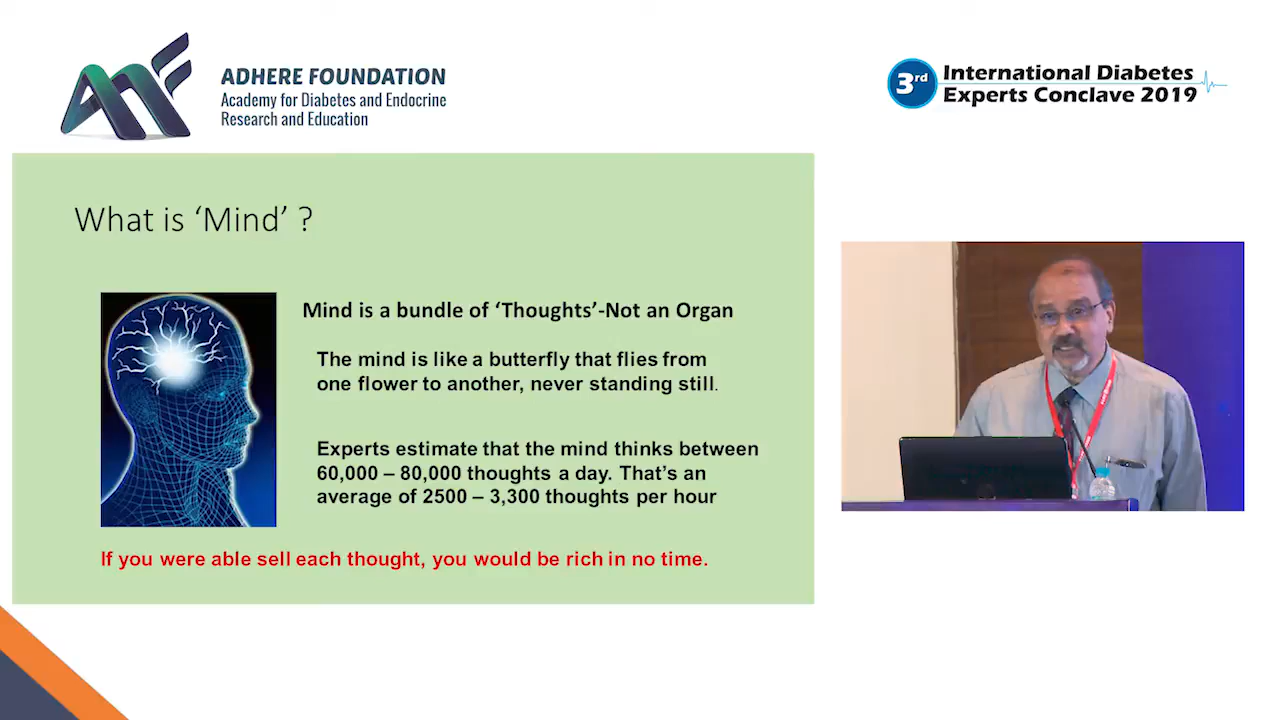 ADHERE FOUNDATION
Academy for Diabetes and Endocrine
Research and Education
3rd
International Diabetes
Experts Conclave 2019
What is ‘Mind’ ?
Mind is a bundle of ‘Thoughts’-Not an Organ
The mind is like a butterfly that flies from
one flower to another, never standing still.
Experts estimate that the mind thinks between
60,000 – 80,000 thoughts a day. That’s an
average of 2500 – 3,300 thoughts per hour
If you were able sell each thought, you would be rich in no time.